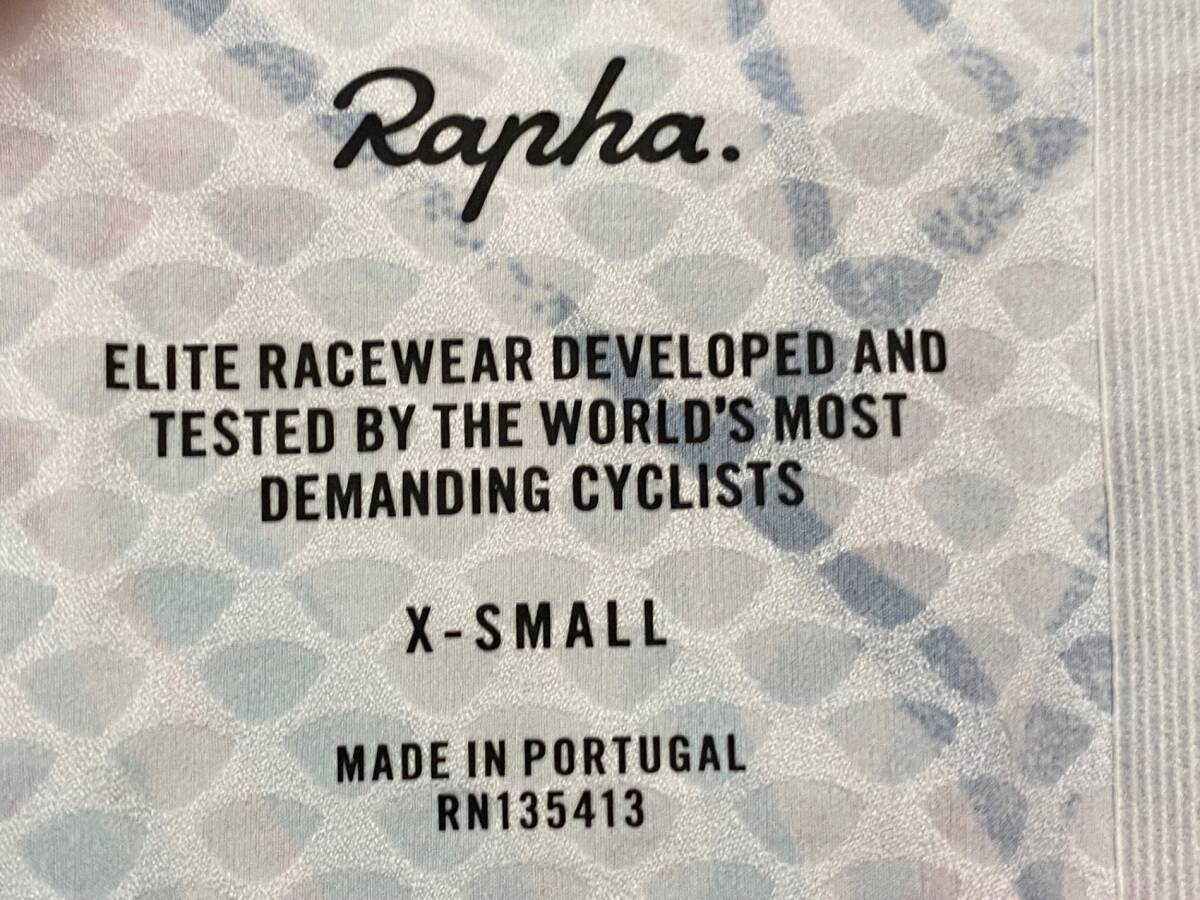 Rapha.
ELITE RACEWEAR DEVELOPED AND
TESTED BY THE WORLD'S MOST
DEMANDING CYCLISTS
X-SMALL
MADE IN PORTUGAL
RN135413